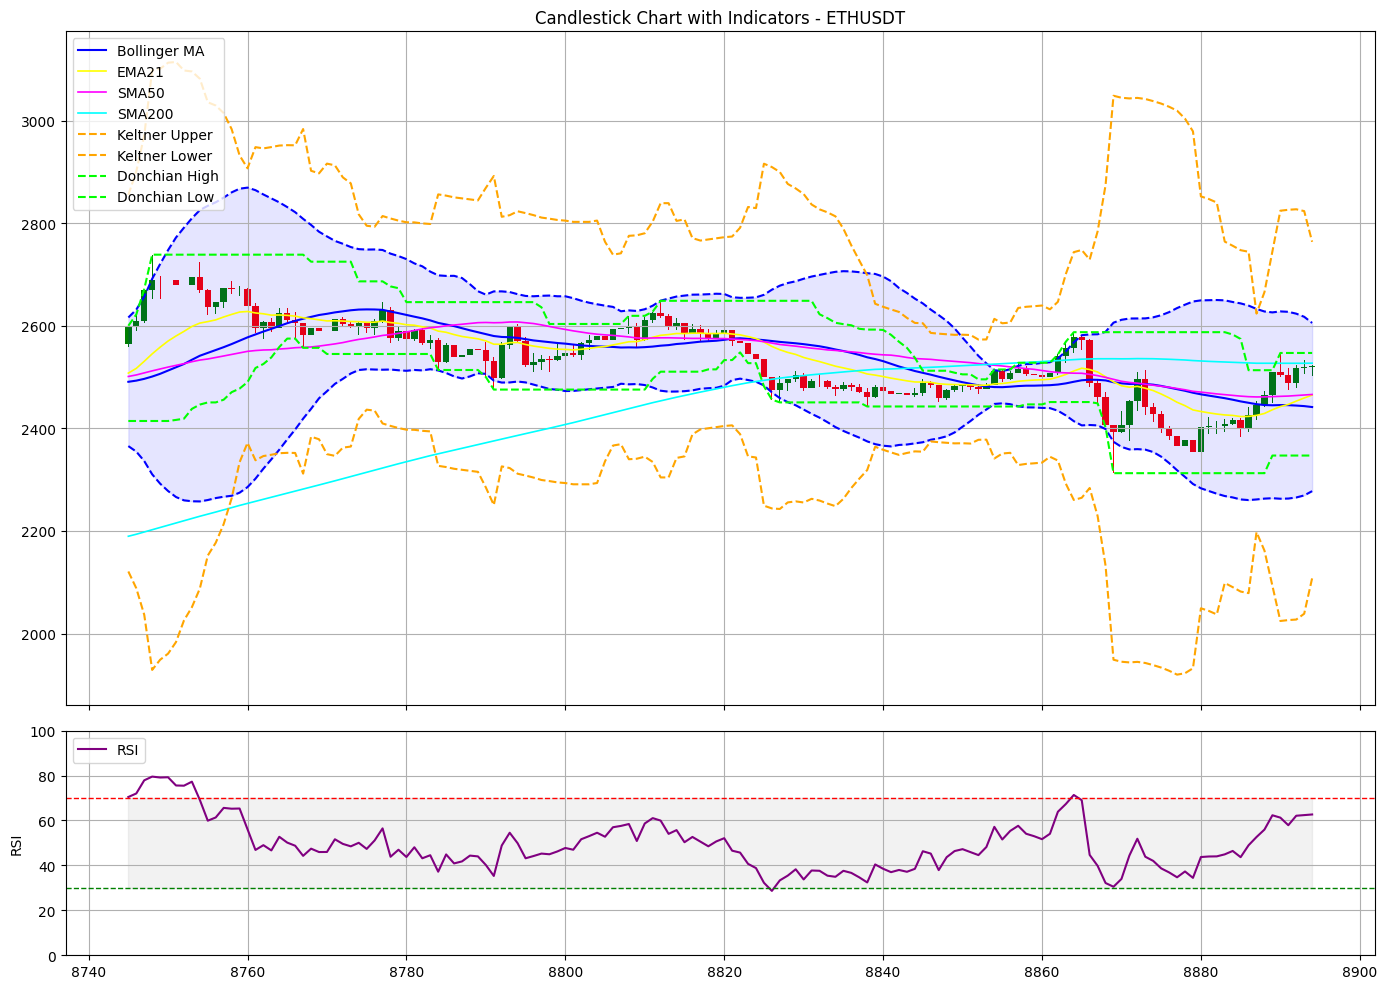 Candlestick Chart with Indicators - ETHUSDT
Bollinger MA
EMA21
SMA50
SMA200
Keltner Upper
Keltner Lower
Donchian High
Donchian Low
3000
2800
2600
2400
2200
2000
RSI
100
80
60
40
20
0
RSI
8740
8760
8780
8800
8820
8840
8860
8880
8900